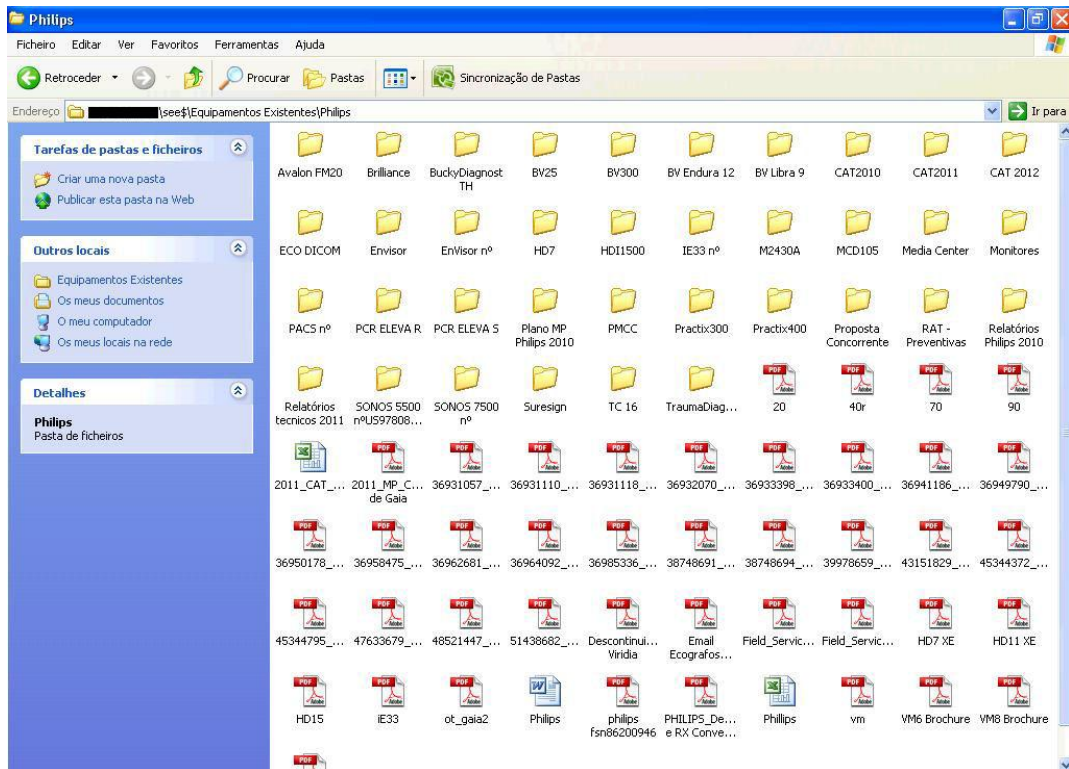 Philips
Ficheiro Editar Ver Favoritos Ferramentas Ajuda
Retroceder Procurar Pastas Sincronização de Pastas
Endereço \see$\Equipamentos Existentes\Philips Ir para
Tarefas de pastas e ficheiros
Criar uma nova pasta
Publicar esta pasta na Web
Outros locais
Equipamentos Existentes
Os meus documentos
O meu computador
Os meus locais na rede
Detalhes
Philips
Pasta de ficheiros
Avalon FM20 Brilliance BuckyDiagnost TH BV25 BV300 BV Endura 12 BV Libra 9 CAT2010 CAT2011 CAT 2012
ECO DICOM Envisor EnVisor nº HD7 HDI1500 IE33 nº M2430A MCD105 Media Center Monitores
PACS nº PCR ELEVA R PCR ELEVA S Plano MP Philips 2010 PMCC Practix300 Practix400 Proposta Concorrente RAT - Preventivas Relatórios Philips 2010
Relatórios tecnicos 2011 SONOS 5500 nºUS97808... SONOS 7500 nº Suresign TC 16 TraumaDiag... 20 40r 70 90
2011_CAT_... 2011_MP_C... de Gaia 36931057_... 36931110_... 36931118_... 36932070_... 36933398_... 36933400_... 36941186_... 36949790_...
36950178_... 36958475_... 36962681_... 36964092_... 36985336_... 38748691_... 38748694_... 39978659_... 43151829_... 45344372_...
45344795_... 47633679_... 48521447_... 51438682_... Descontinui... Viridia Email Ecografos... Field_Servic... Field_Servic... HD7 XE HD11 XE
HD15 iE33 ot_gaia2 Philips philips fsn86200946 PHILIPS_De... e RX Conve... Phillips vm VM6 Brochure VM8 Brochure